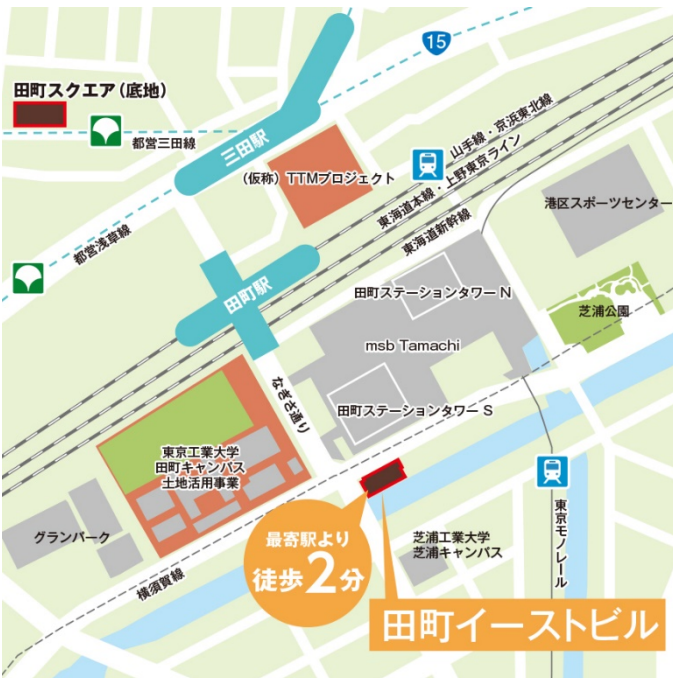 15
田町スクエア(底地)
都営三田線
三田駅
(仮称)TTMプロジェクト
山手線・京浜東北線
東海道本線・上野東京ライン
東海道新幹線
港区スポーツセンター
都営浅草線
田町駅
田町ステーションタワーN
芝浦公園
msb Tamachi
なぎさ通り
田町ステーションタワーS
東京工業大学
田町キャンパス
土地活用事業
グランパーク
最寄駅より
徒歩2分
芝浦工業大学
芝浦キャンパス
東京モノレール
横須賀線
田町イーストビル